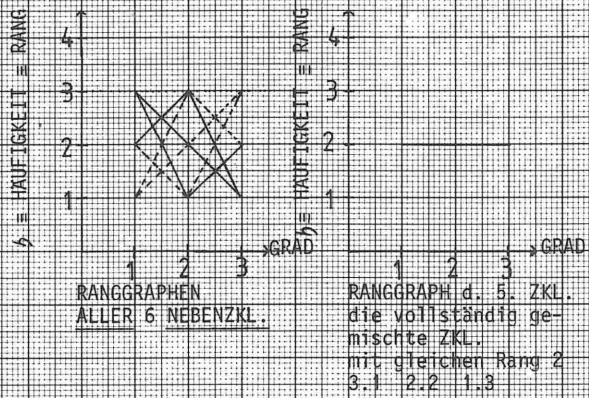 h ≡ HÄUFIGKEIT ≡ RANG
4
3
2
1
1 2 3
GRAD
RANGGRAPHEN
ALLER 6 NEBENZKL.
h ≡ HÄUFIGKEIT ≡ RANG
4
3
2
1
1 2 3
GRAD
RANGGRAPH d. 5. ZKL.
die vollständig ge-
mischte ZKL.
mit gleichen Rang 2
3.1 2.2 1.3